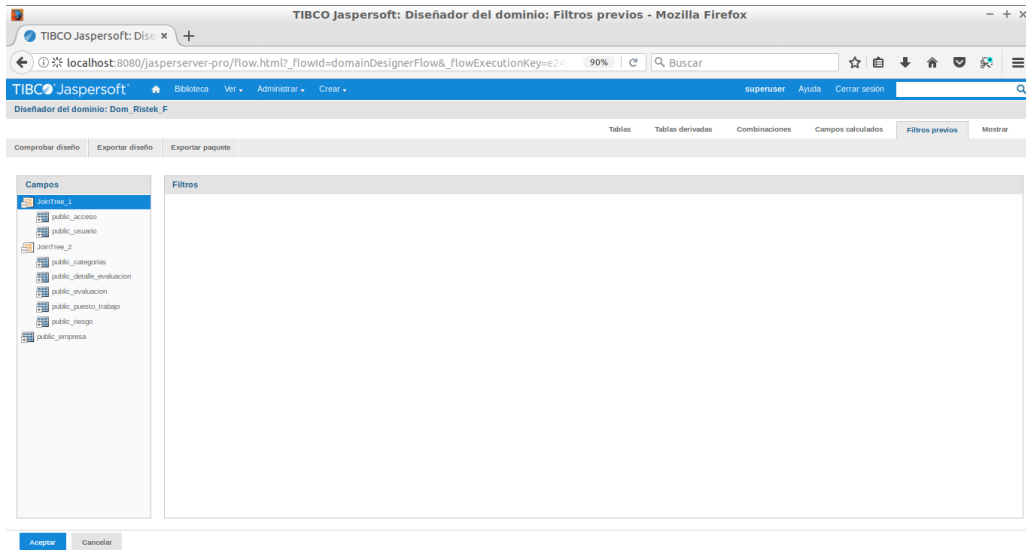 TIBCO Jaspersoft: Diseñador del dominio: Filtros previos - Mozilla Firefox
TIBCO Jaspersoft: Dise
localhost:8080/jasperserver-pro/flow.html?_flowId=domainDesignerFlow&_flowExecutionKey=e24
90%
Buscar
TIBCO Jaspersoft
Biblioteca Ver Administrar Crear superuser Ayuda Cerrar sesión
Diseñador del dominio: Dom_Ristek_F
Tablas Tablas derivadas Combinaciones Campos calculados Filtros previos Mostrar
Comprobar diseño Exportar diseño Exportar paquete
Campos
JoinTree_1
public_acceso
public_usuario
JoinTree_2
public_categorias
public_detalle_evaluacion
public_evaluacion
public_puesto_trabajo
public_riesgo
public_empresa
Filtros
Aceptar Cancelar